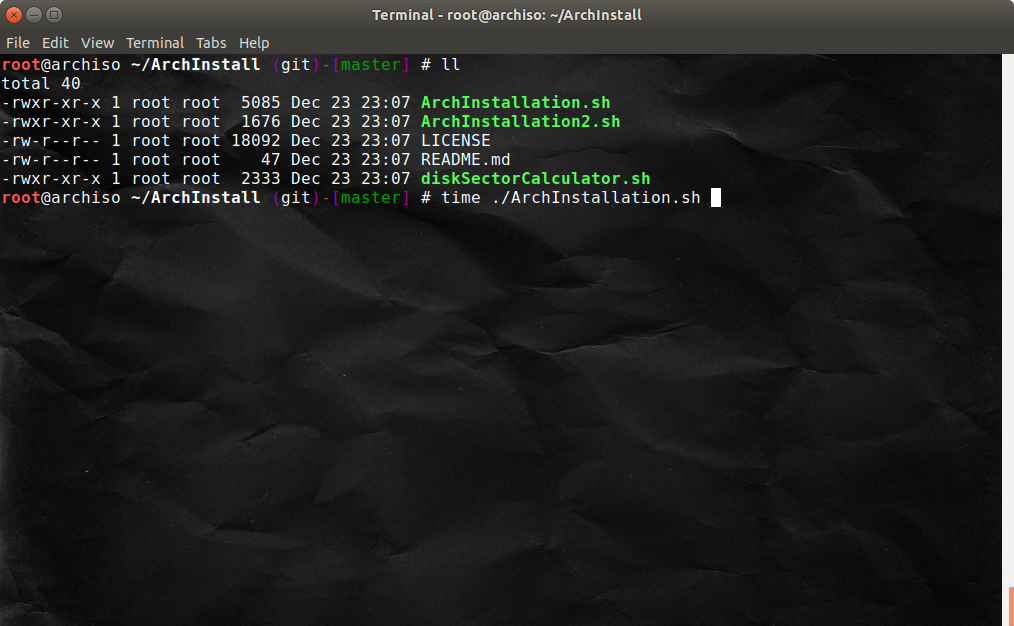 Terminal - root@archiso: ~/ArchInstall
File Edit View Terminal Tabs Help
root@archiso ~/ArchInstall (git)-[master] # ll
total 40
-rwxr-xr-x 1 root root  5085 Dec 23 23:07 ArchInstallation.sh
-rwxr-xr-x 1 root root  1676 Dec 23 23:07 ArchInstallation2.sh
-rw-r--r-- 1 root root 18092 Dec 23 23:07 LICENSE
-rw-r--r-- 1 root root    47 Dec 23 23:07 README.md
-rwxr-xr-x 1 root root  2333 Dec 23 23:07 diskSectorCalculator.sh
root@archiso ~/ArchInstall (git)-[master] # time ./ArchInstallation.sh